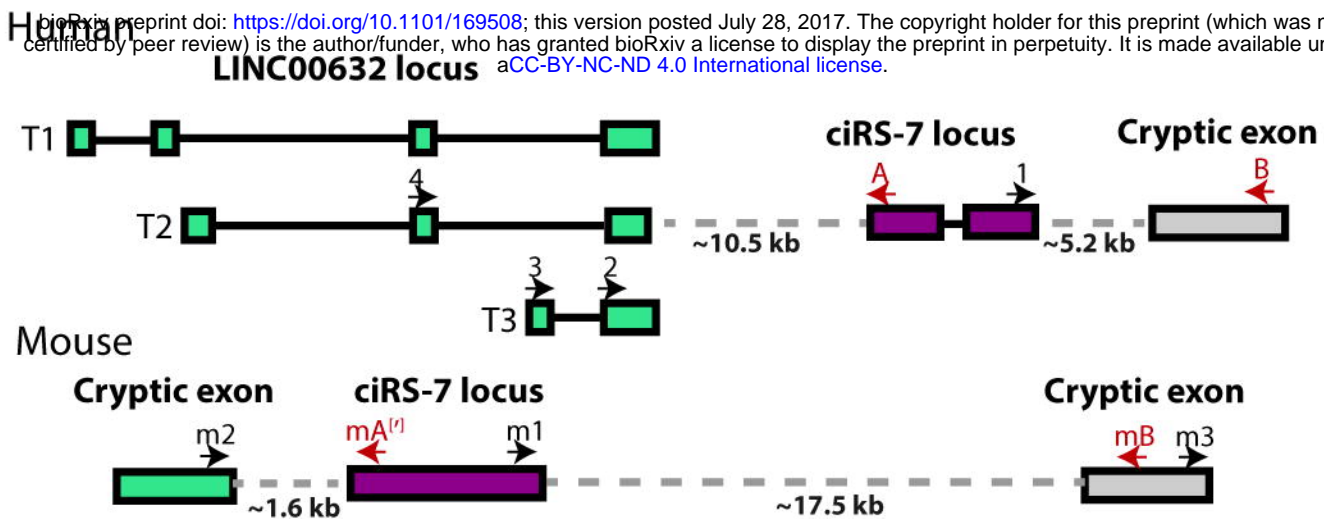 bioRxiv preprint doi: https://doi.org/10.1101/169508; this version posted July 28, 2017. The copyright holder for this preprint (which was
certified by peer review) is the author/funder, who has granted bioRxiv a license to display the preprint in perpetuity. It is made available
aCC-BY-NC-ND 4.0 International license.
Human
LINC00632 locus
T1
ciRS-7 locus
Cryptic exon
4
A
1
B
T2
~10.5 kb
~5.2 kb
3
2
T3
Mouse
Cryptic exon
ciRS-7 locus
Cryptic exon
m2
mA[']
m1
mB
m3
~1.6 kb
~17.5 kb